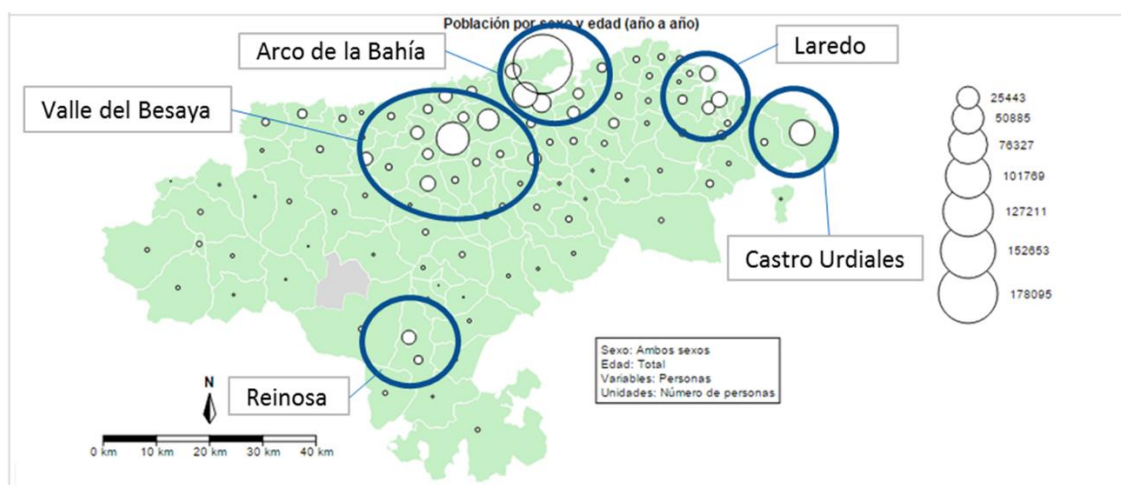 Población por sexo y edad (año a año)
Arco de la Bahía
Laredo
Valle del Besaya
25443
50885
76327
101769
127211
152653
178095
Castro Urdiales
Sexo: Ambos sexos
Edad: Total
Variables: Personas
Unidades: Número de personas
Reinosa
N
0 km 10 km 20 km 30 km 40 km